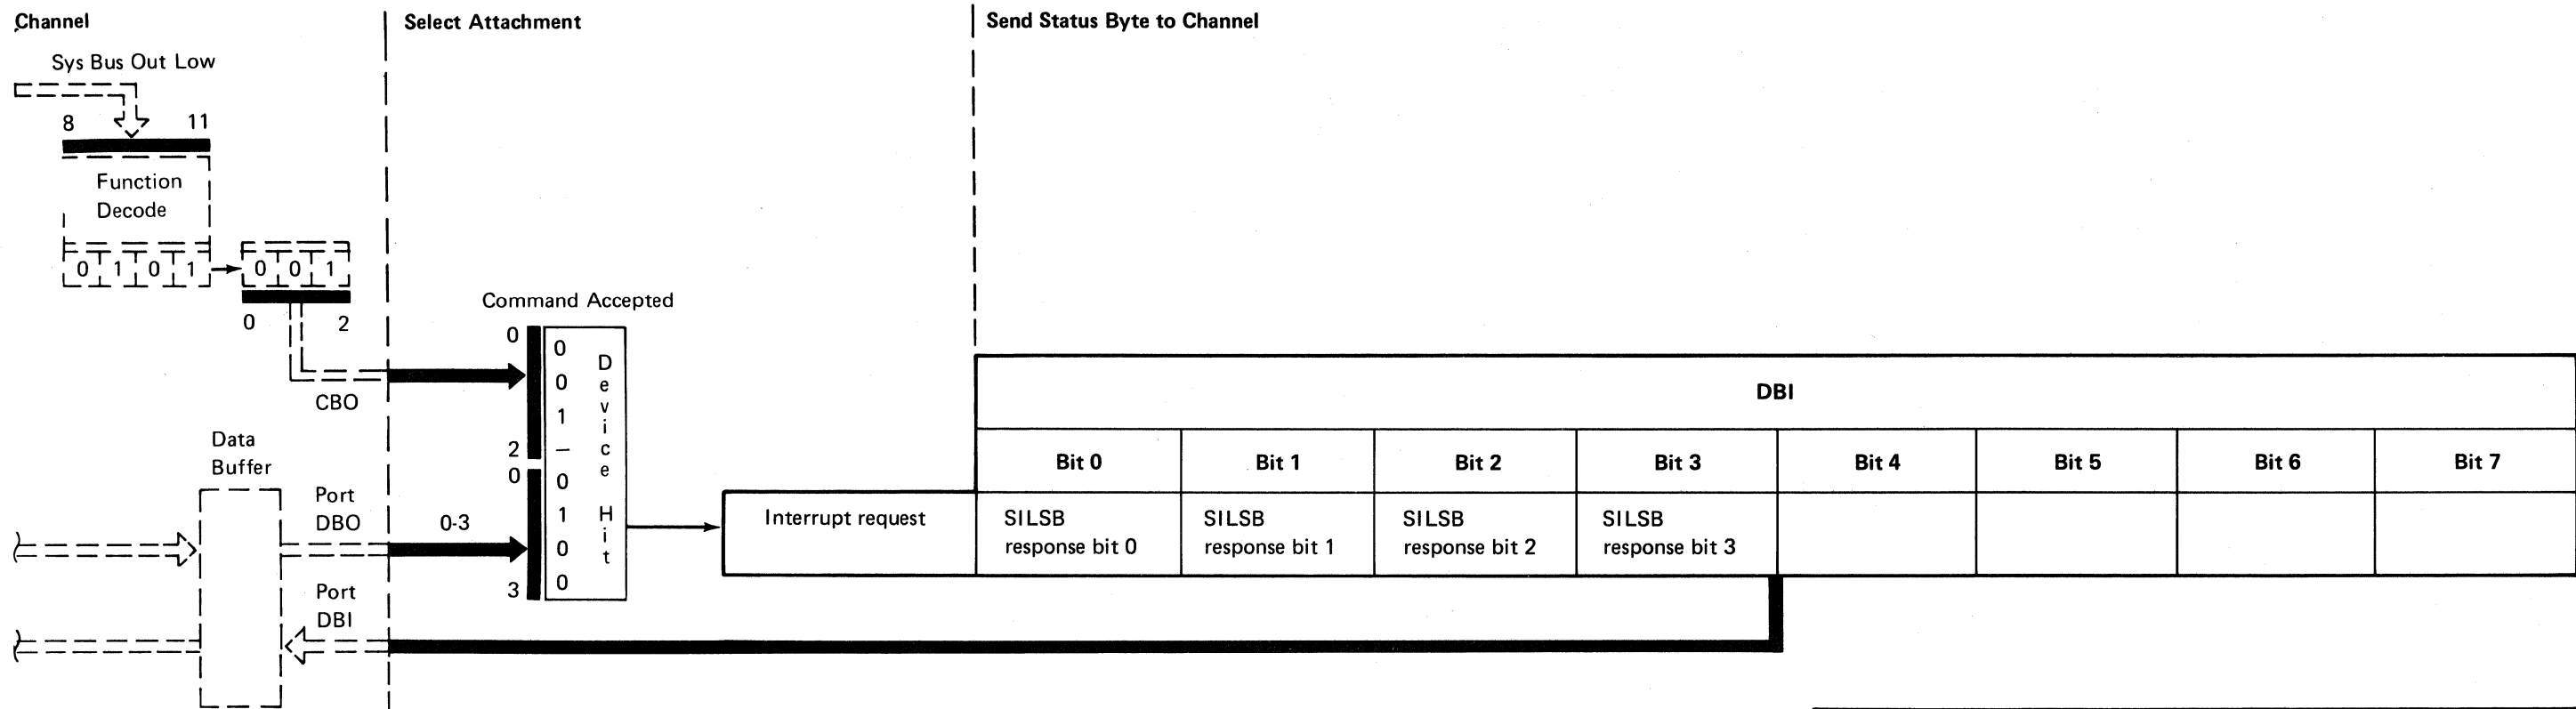 Channel
Select Attachment
Send Status Byte to Channel
Sys Bus Out Low
8 11
Function
Decode
0 1 0 1
0 0 1
0 2
CBO
Command Accepted
0
2
0
3
0
0
1
—
0
1
0
0
Device Hit
Data
Buffer
Port
DBO
0-3
Port
DBI
DBI
Bit 0 Bit 1 Bit 2 Bit 3 Bit 4 Bit 5 Bit 6 Bit 7
Interrupt request
SILSB
response bit 0
SILSB
response bit 1
SILSB
response bit 2
SILSB
response bit 3